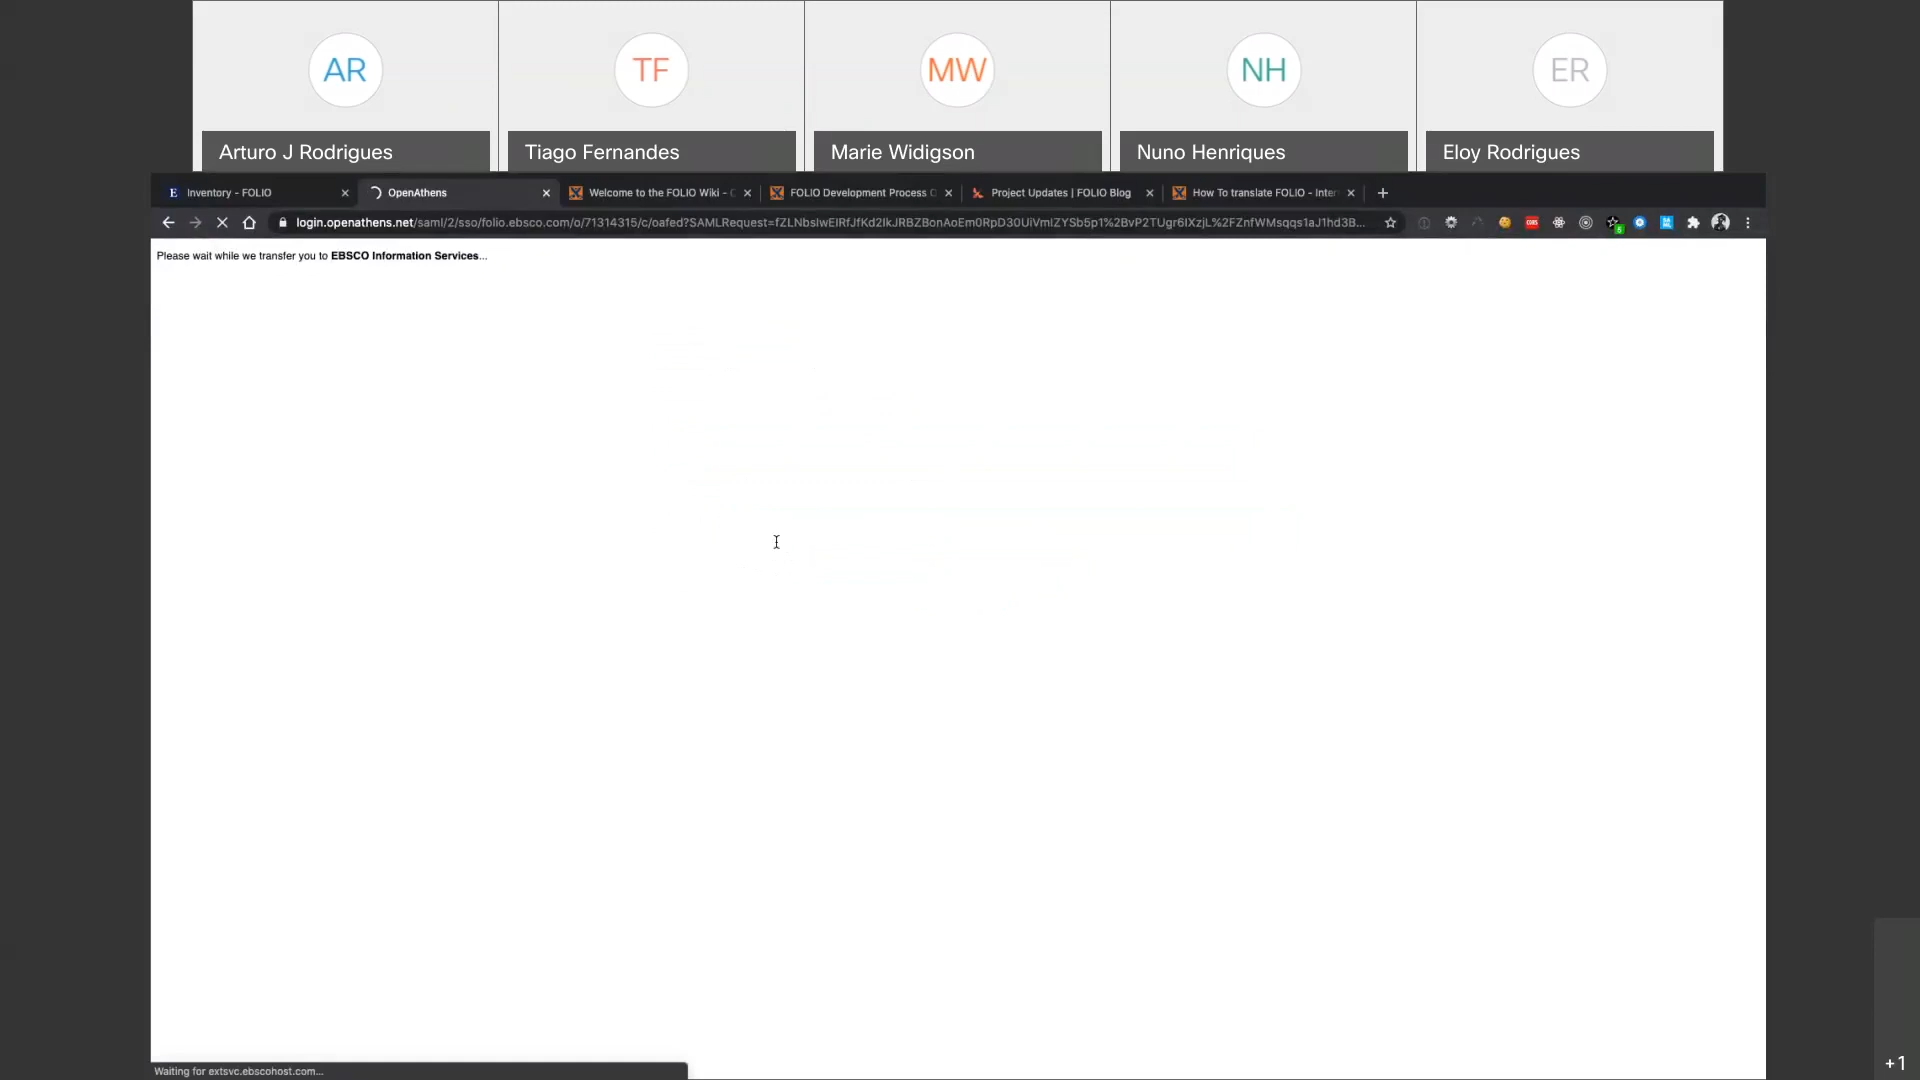 AR
TF
MW
NH
ER
Arturo J Rodrigues
Tiago Fernandes
Marie Widigson
Nuno Henriques
Eloy Rodrigues
E Inventory - FOLIO
OpenAthens
Welcome to the FOLIO Wiki - C
FOLIO Development Process O
Project Updates | FOLIO Blog
How To translate FOLIO - Inter
login.openathens.net/saml/2/sso/folio.ebsco.com/o/71314315/c/oafed?SAMLRequest=
5
Please wait while we transfer you to EBSCO Information Services...
Waiting for extsvc.ebscohost.com...
+1